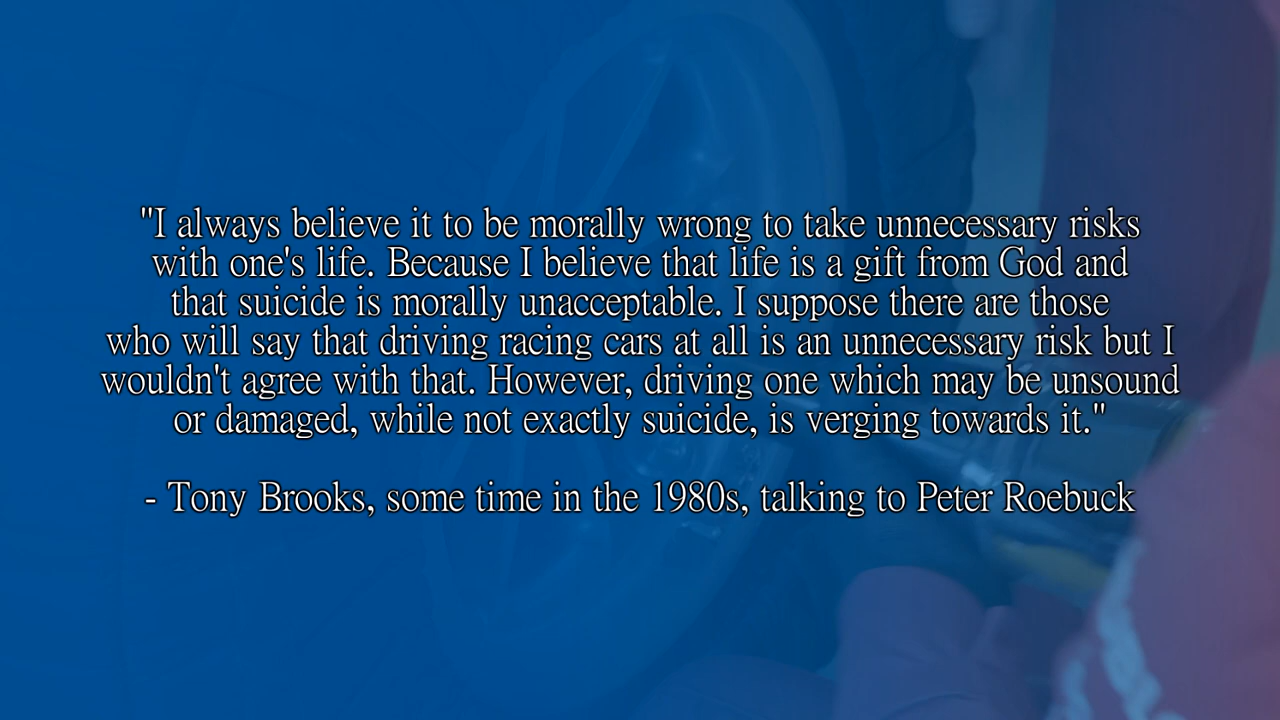 "I always believe it to be morally wrong to take unnecessary risks
with one's life. Because I believe that life is a gift from God and
that suicide is morally unacceptable. I suppose there are those
who will say that driving racing cars at all is an unnecessary risk but I
wouldn't agree with that. However, driving one which may be unsound
or damaged, while not exactly suicide, is verging towards it."
- Tony Brooks, some time in the 1980s, talking to Peter Roebuck